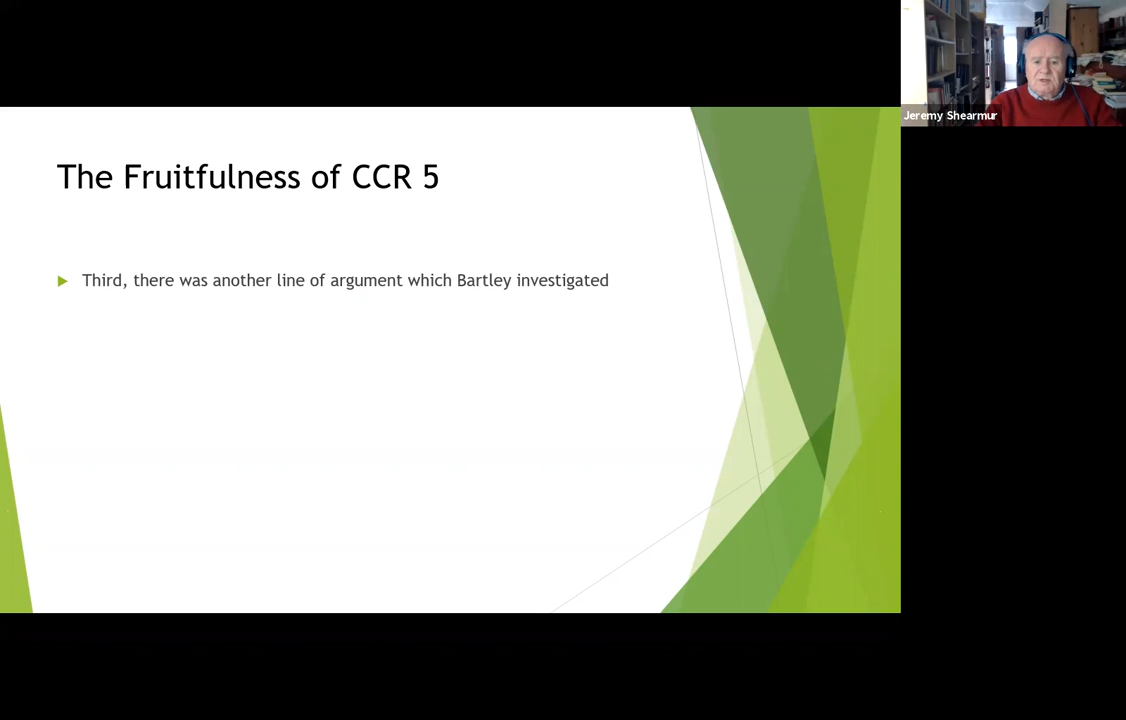 The Fruitfulness of CCR 5
Third, there was another line of argument which Bartley investigated
Jeremy Shearmur